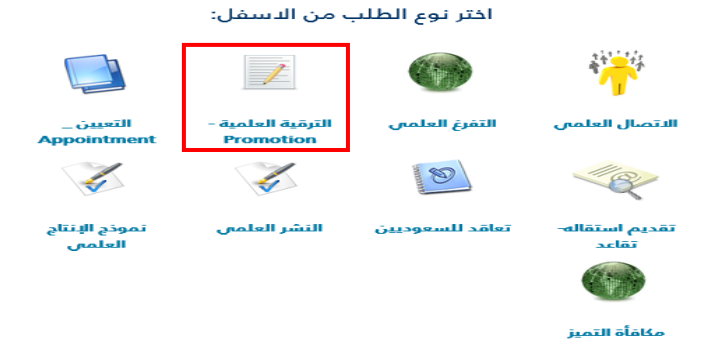 اختر نوع الطلب من الاسفل:
الاتصال العلمي
التفرغ العلمي
الترقية العلمية -
Promotion
التعيين _
Appointment
تقديم استقاله-
تقاعد
تعاقد للسعوديين
النشر العلمي
نموذج الإنتاج
العلمي
مكافأة التميز